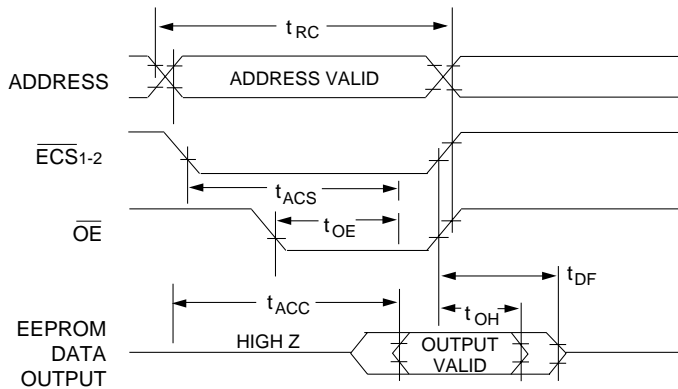 tRC
ADDRESS
ADDRESS VALID
ECS1-2
tACS
OE
tOE
tDF
tACC
tOH
EEPROM
DATA
OUTPUT
HIGH Z
OUTPUT
VALID